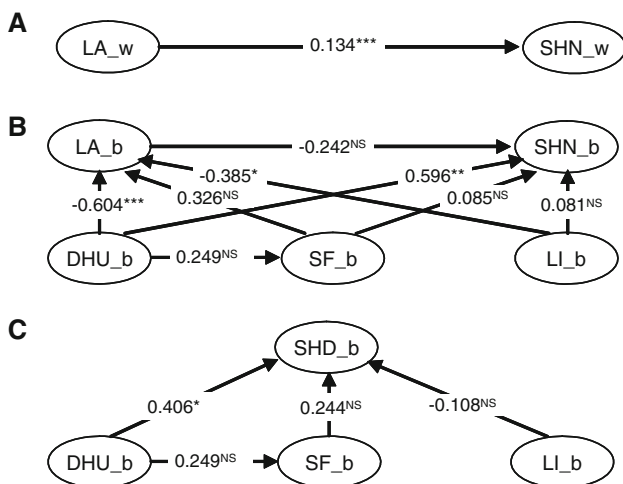 A
LA_w 0.134*** SHN_w
B
LA_b -0.242NS SHN_b
-0.385* 0.596**
-0.604*** 0.326NS 0.085NS 0.081NS
DHU_b 0.249NS SF_b LI_b
C
SHD_b
0.406* 0.244NS -0.108NS
DHU_b 0.249NS SF_b LI_b